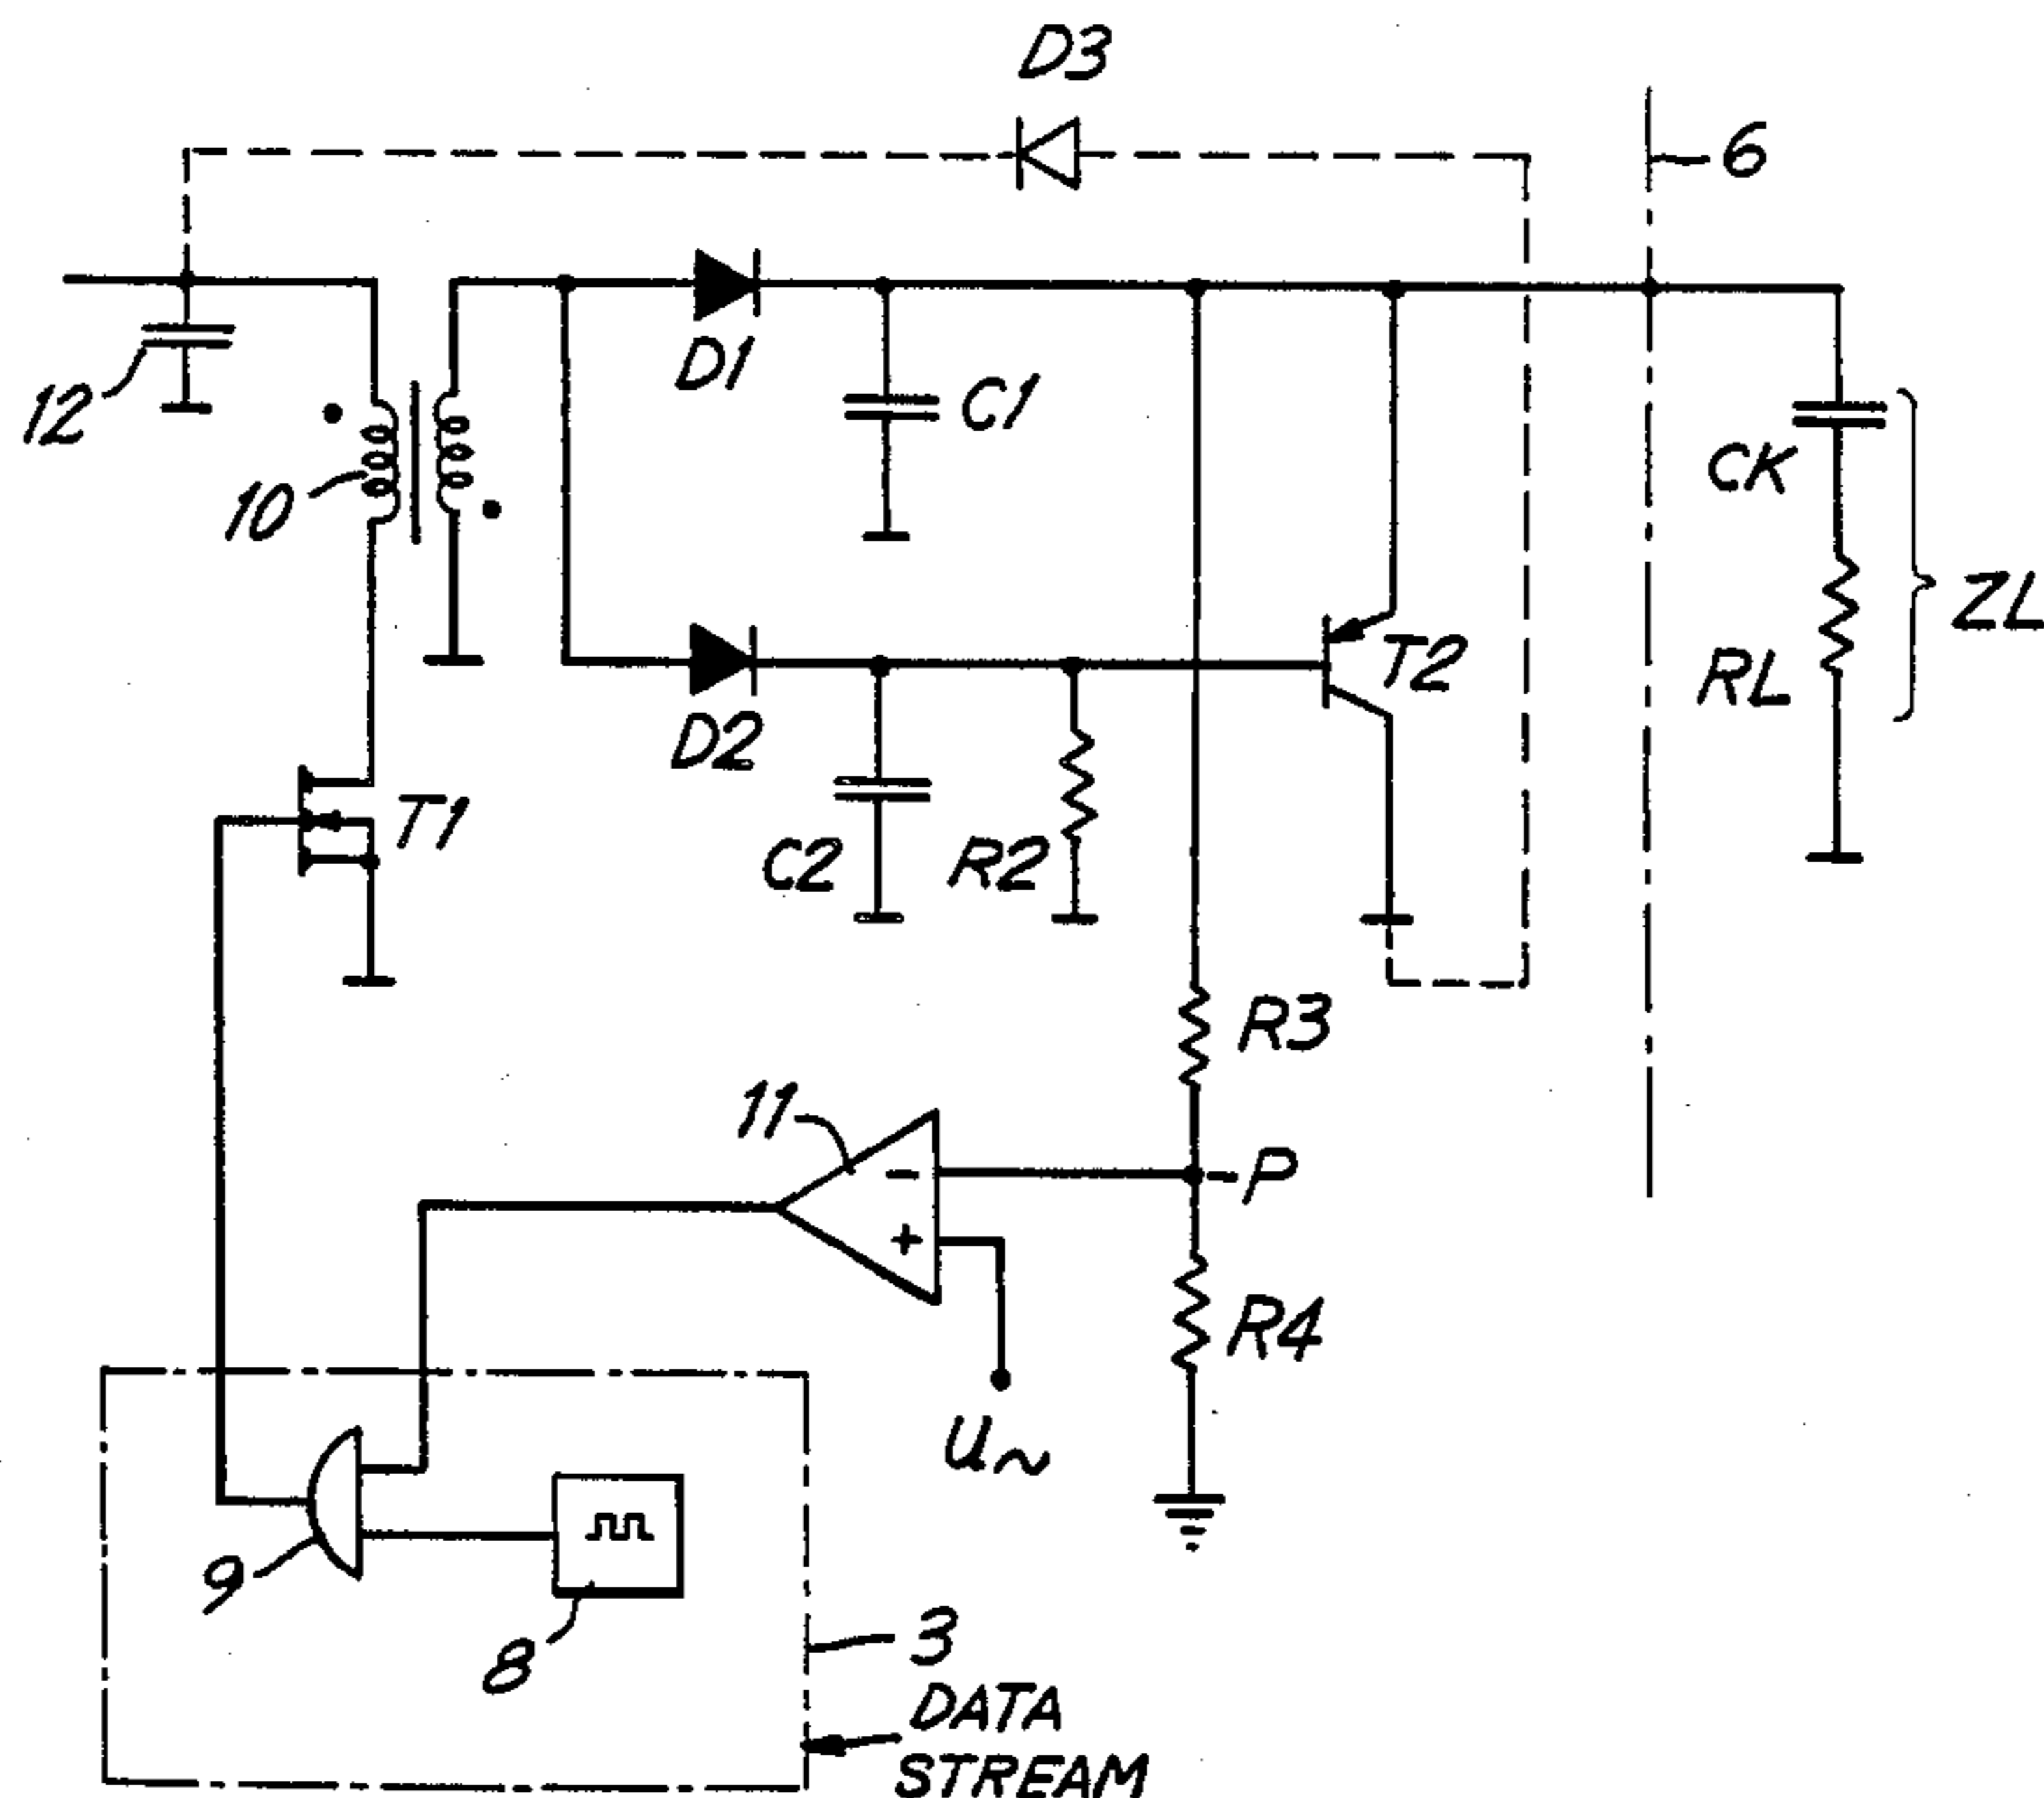 D3
6
12
D1
C1
10
CK
ZL
RL
T2
D2
T1
C2
R2
R3
11
-
P
+
R4
U~
9
8
3
DATA
STREAM